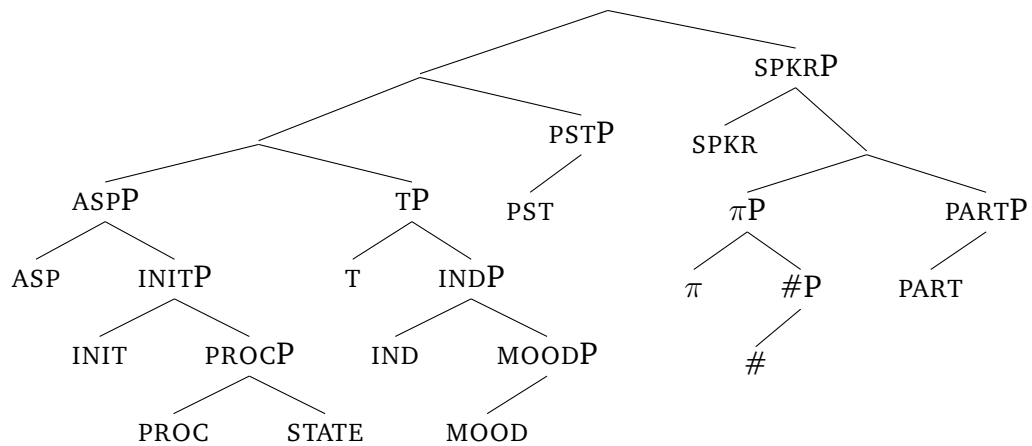 SPKRP
PSTP SPKR
ASPP TP PST πP PARTP
ASP INITP T INDP π #P PART
INIT PROCP IND MOODP #
PROC STATE MOOD